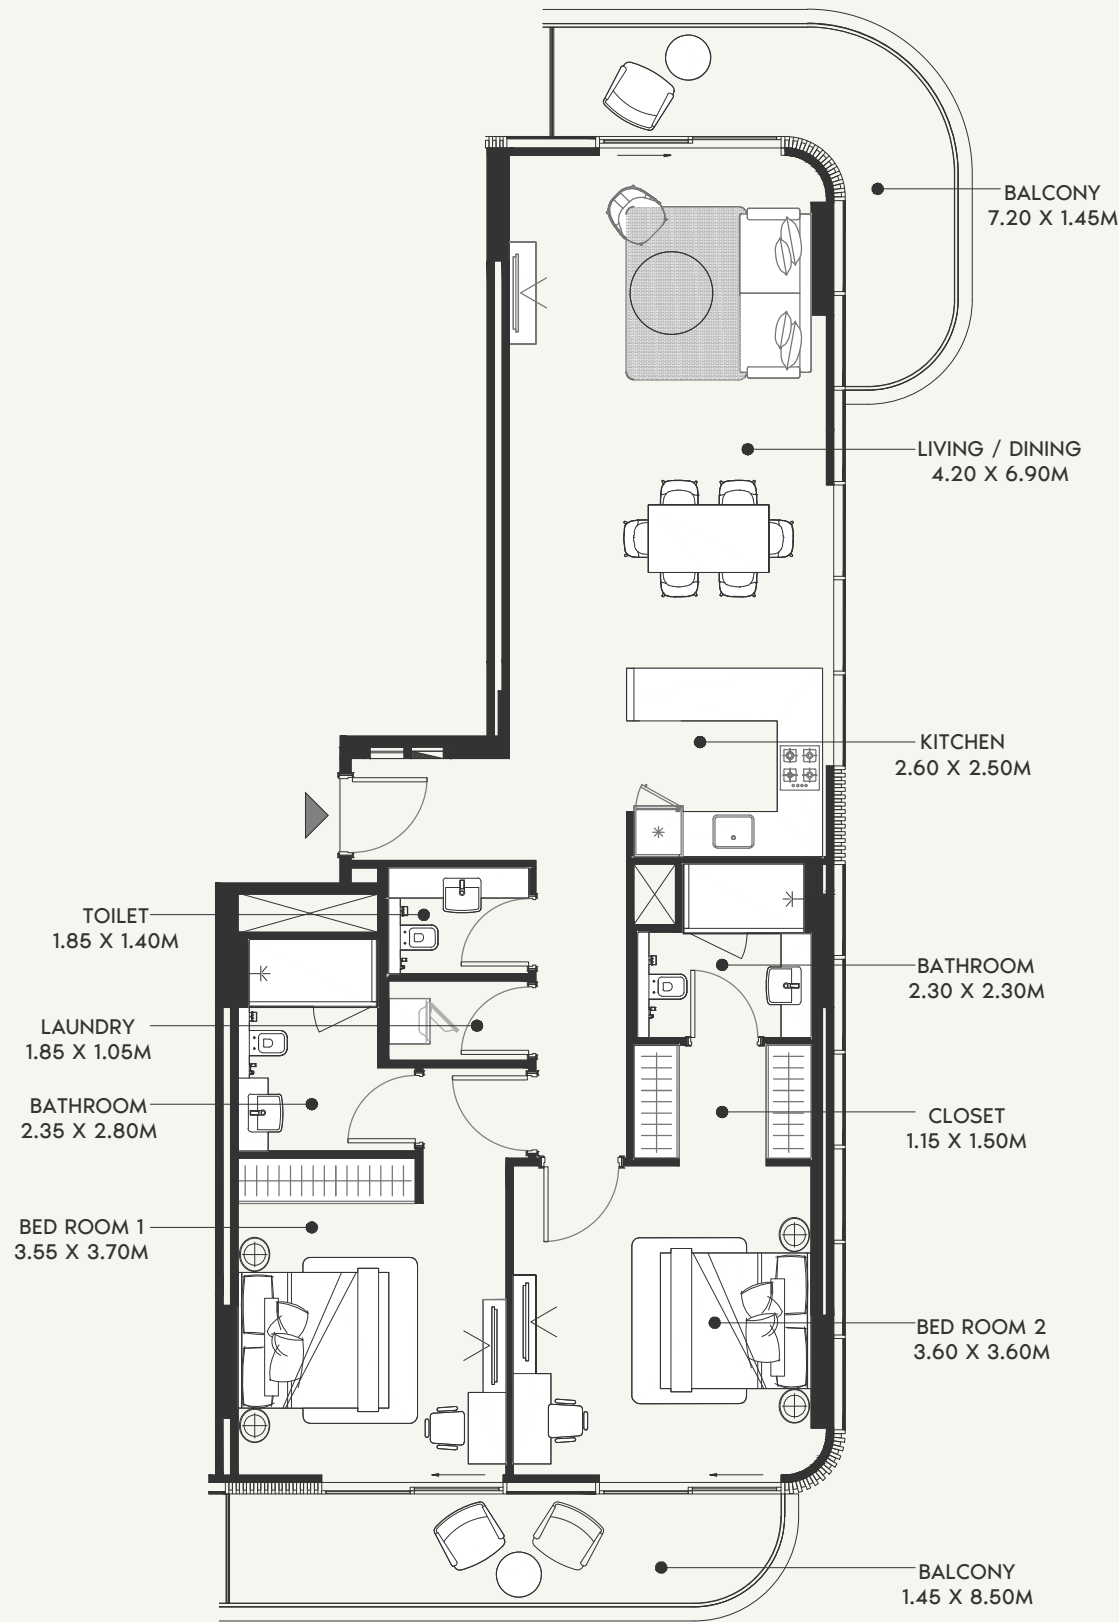 BALCONY
7.20 X 1.45M
LIVING / DINING
4.20 X 6.90M
KITCHEN
2.60 X 2.50M
TOILET
1.85 X 1.40M
BATHROOM
2.30 X 2.30M
LAUNDRY
1.85 X 1.05M
BATHROOM
2.35 X 2.80M
CLOSET
1.15 X 1.50M
BED ROOM 1
3.55 X 3.70M
BED ROOM 2
3.60 X 3.60M
BALCONY
1.45 X 8.50M